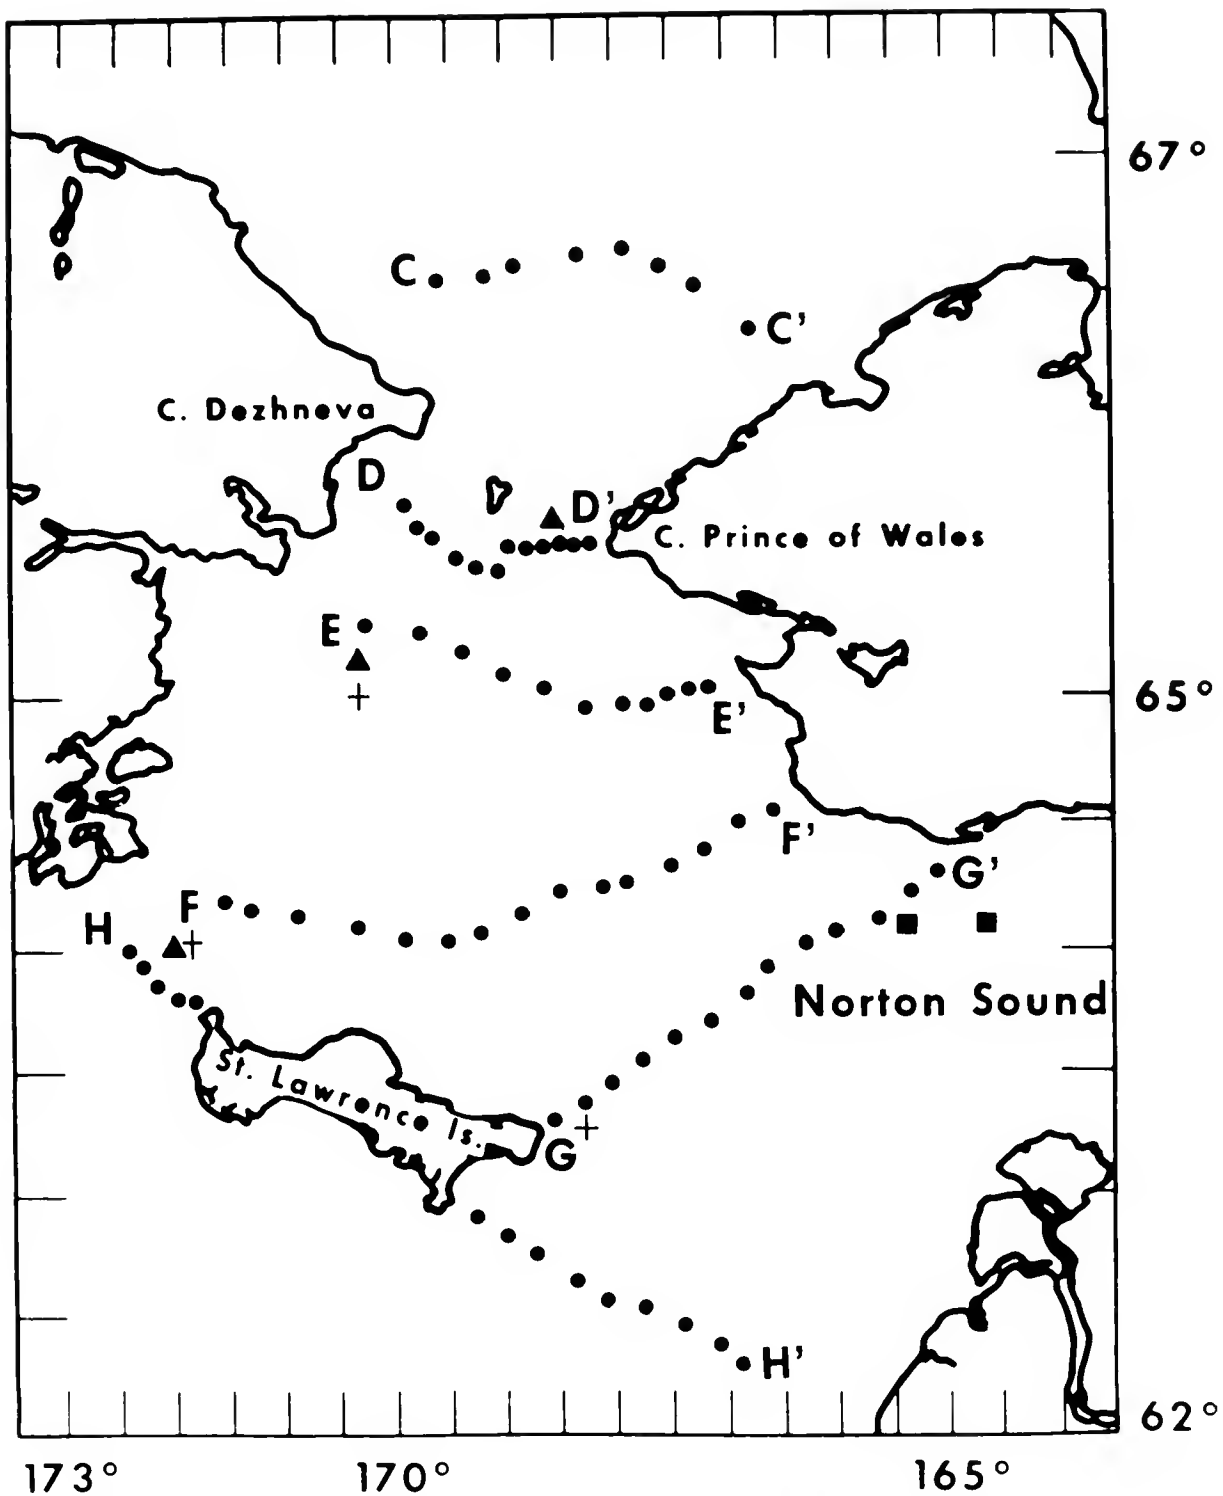 67°
C
C'
C. Dezhneva
D
D'
C. Prince of Wales
E
65°
E'
F'
G'
F
H
Norton Sound
St. Lawrence Is.
G
H'
62°
173°
170°
165°